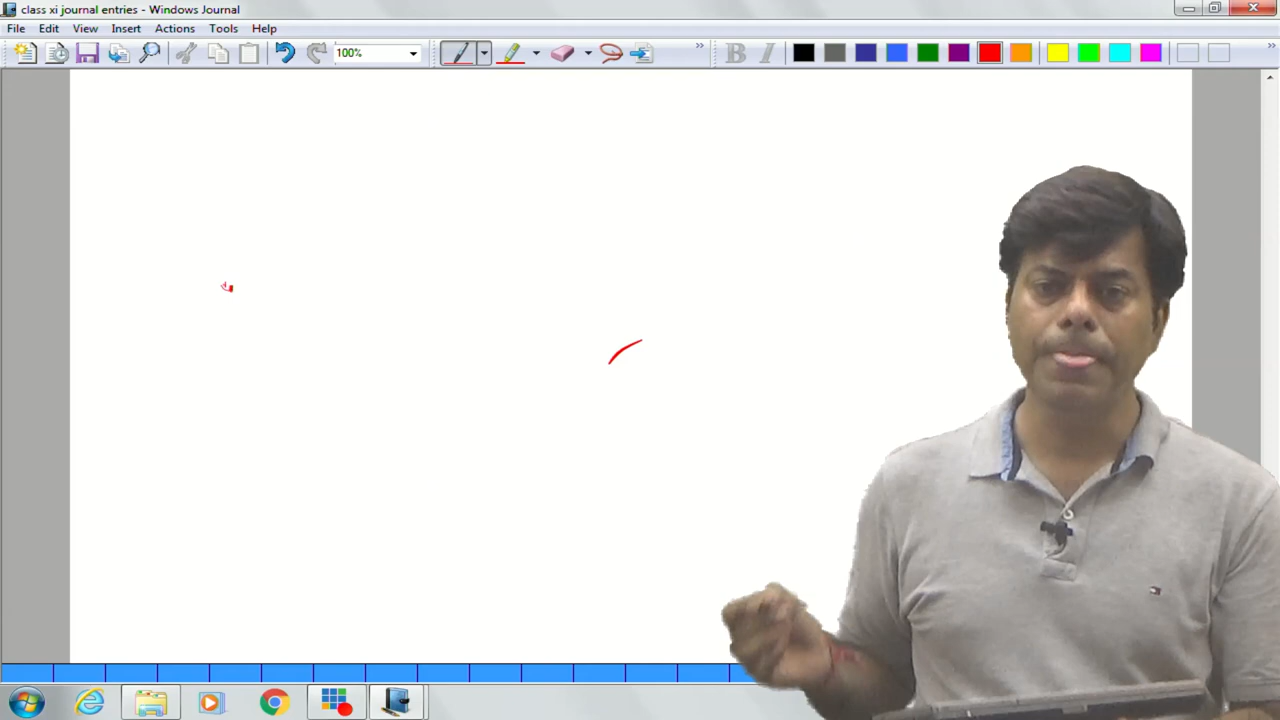 class xi journal entries - Windows Journal
File Edit View Insert Actions Tools Help
100% B I